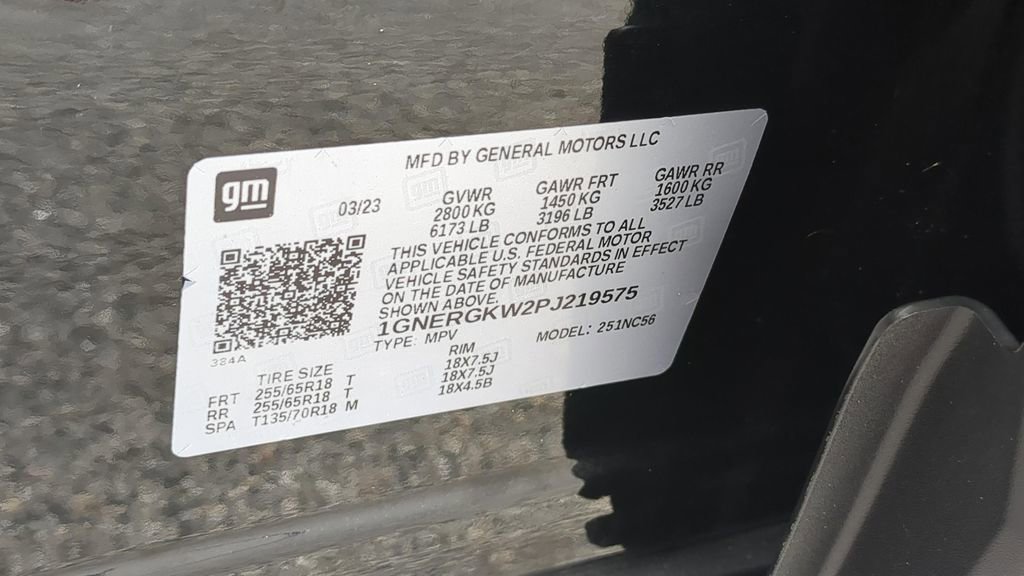 MFD BY GENERAL MOTORS LLC
gm
03/23
GVWR
2800 KG
6173 LB
GAWR FRT
1450 KG
3196 LB
GAWR RR
1600 KG
3527 LB
THIS VEHICLE CONFORMS TO ALL
APPLICABLE U.S. FEDERAL MOTOR
VEHICLE SAFETY STANDARDS IN EFFECT
ON THE DATE OF MANUFACTURE
SHOWN ABOVE.
1GNERGKW2PJ219575
TYPE: MPV
MODEL: 251NC56
384A
TIRE SIZE
RIM
FRT 255/65R18 T 18X7.5J
RR 255/65R18 T 18X7.5J
SPA T135/70R18 M 18X4.5B